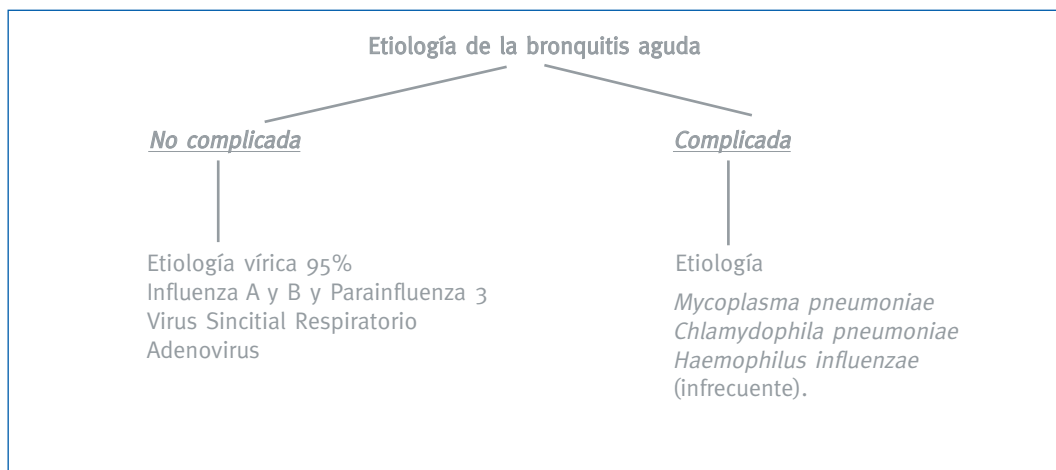 Etiología de la bronquitis aguda
No complicada
Complicada
Etiología vírica 95%
Influenza A y B y Parainfluenza 3
Virus Sincitial Respiratorio
Adenovirus
Etiología
Mycoplasma pneumoniae
Chlamydophila pneumoniae
Haemophilus influenzae
(infrecuente).